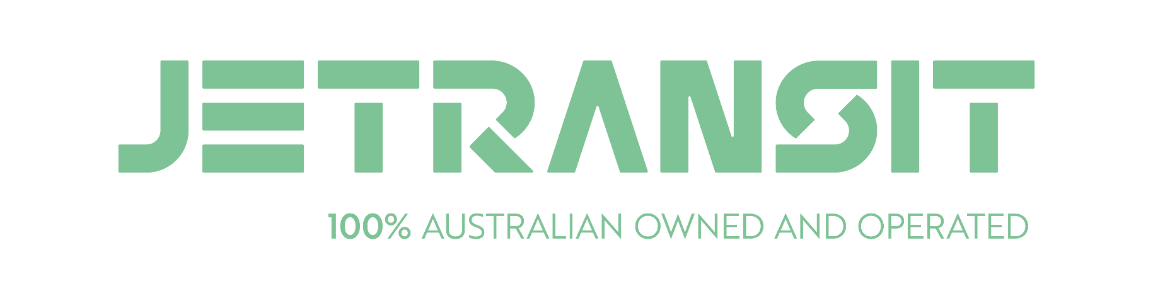 JETRANSIT
100% AUSTRALIAN OWNED AND OPERATED